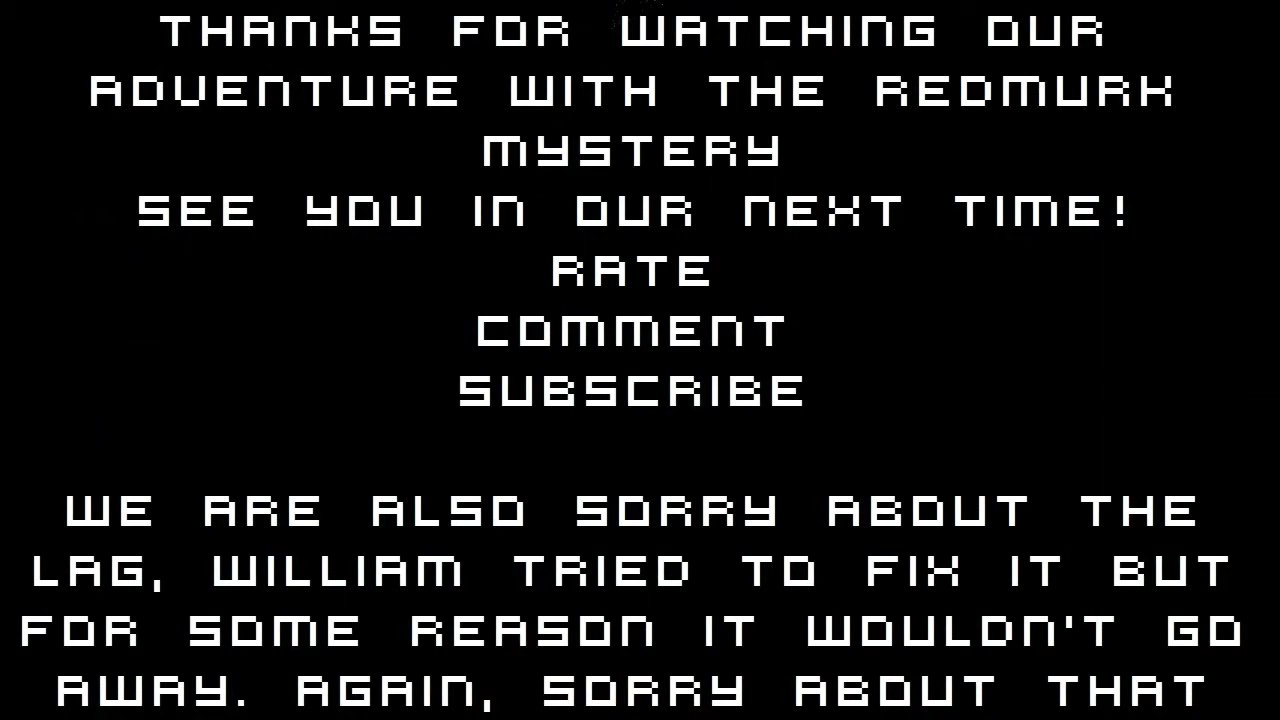 THANKS FOR WATCHING OUR
ADVENTURE WITH THE REDMURK
MYSTERY
SEE YOU IN OUR NEXT TIME!
RATE
COMMENT
SUBSCRIBE
WE ARE ALSO SORRY ABOUT THE
LAG, WILLIAM TRIED TO FIX IT BUT
FOR SOME REASON IT WOULDN'T GO
AWAY. AGAIN, SORRY ABOUT THAT